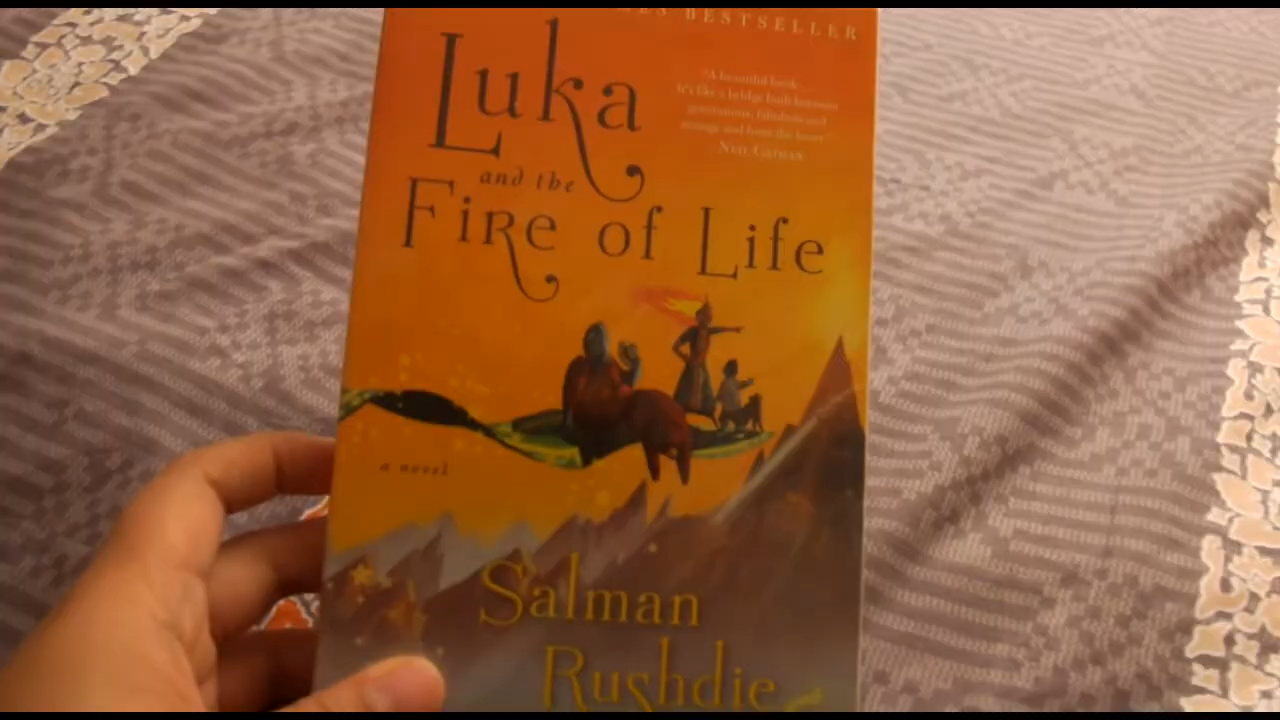 BESTSELLER
Luka
"A beautiful book...
It's like a bridge built between
generations, fabulous and
strange and from the heart."
NEIL GAIMAN
and the
FIRe of Life
a novel
Salman
Rushdie